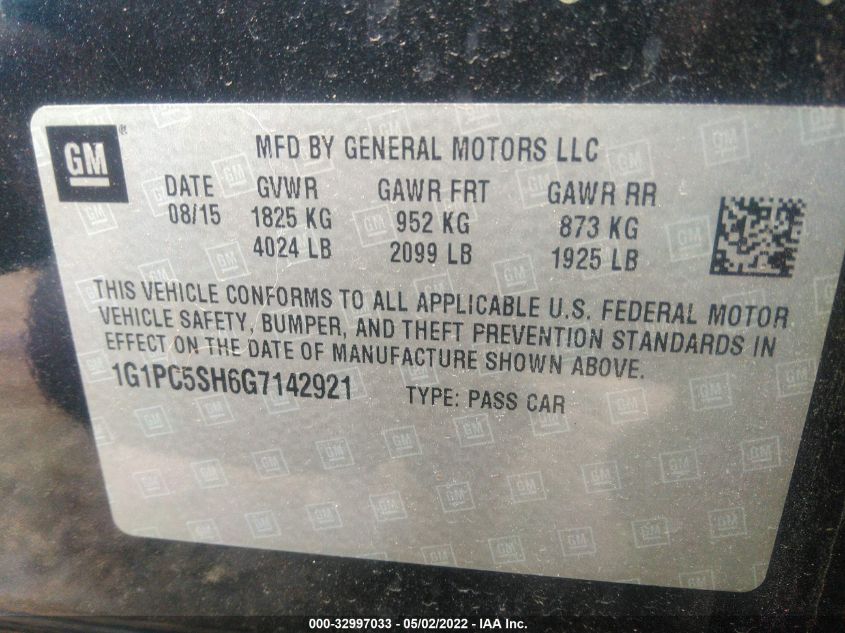 GM ® MFD BY GENERAL MOTORS LLC
DATE GVWR GAWR FRT GAWR RR
08/15 1825 KG 952 KG 873 KG
4024 LB 2099 LB 1925 LB
THIS VEHICLE CONFORMS TO ALL APPLICABLE U.S. FEDERAL MOTOR
VEHICLE SAFETY, BUMPER, AND THEFT PREVENTION STANDARDS IN
EFFECT ON THE DATE OF MANUFACTURE SHOWN ABOVE.
1G1PC5SH6G7142921 TYPE: PASS CAR
000-32997033 - 05/02/2022 - IAA Inc.